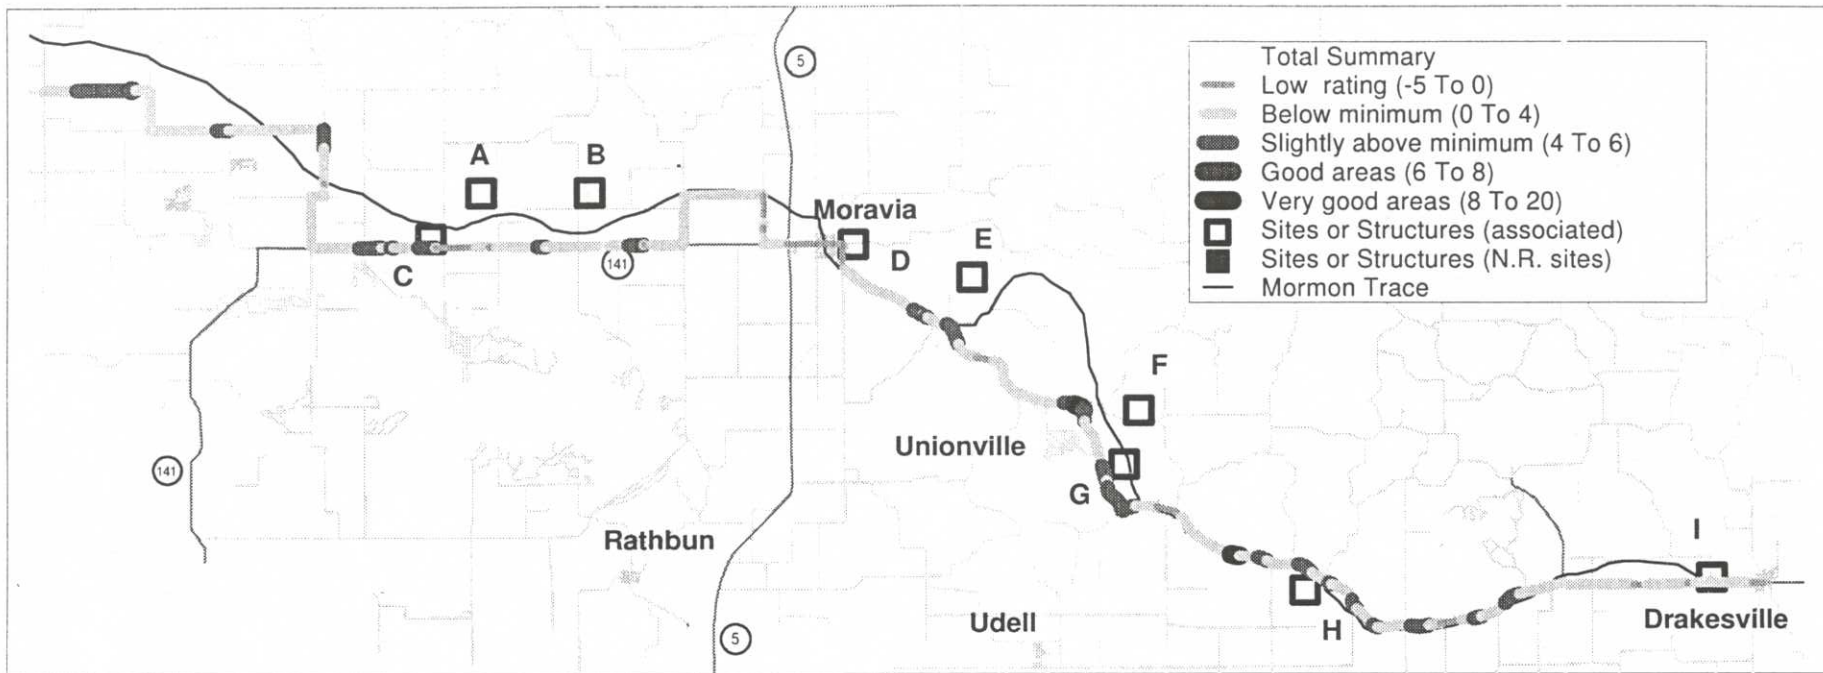 5
Total Summary
Low rating (-5 To 0)
Below minimum (0 To 4)
Slightly above minimum (4 To 6)
Good areas (6 To 8)
Very good areas (8 To 20)
Sites or Structures (associated)
Sites or Structures (N.R. sites)
Mormon Trace
A
B
Moravia
C
141
D
E
F
Unionville
141
G
Rathbun
I
Udell
H
Drakesville
5